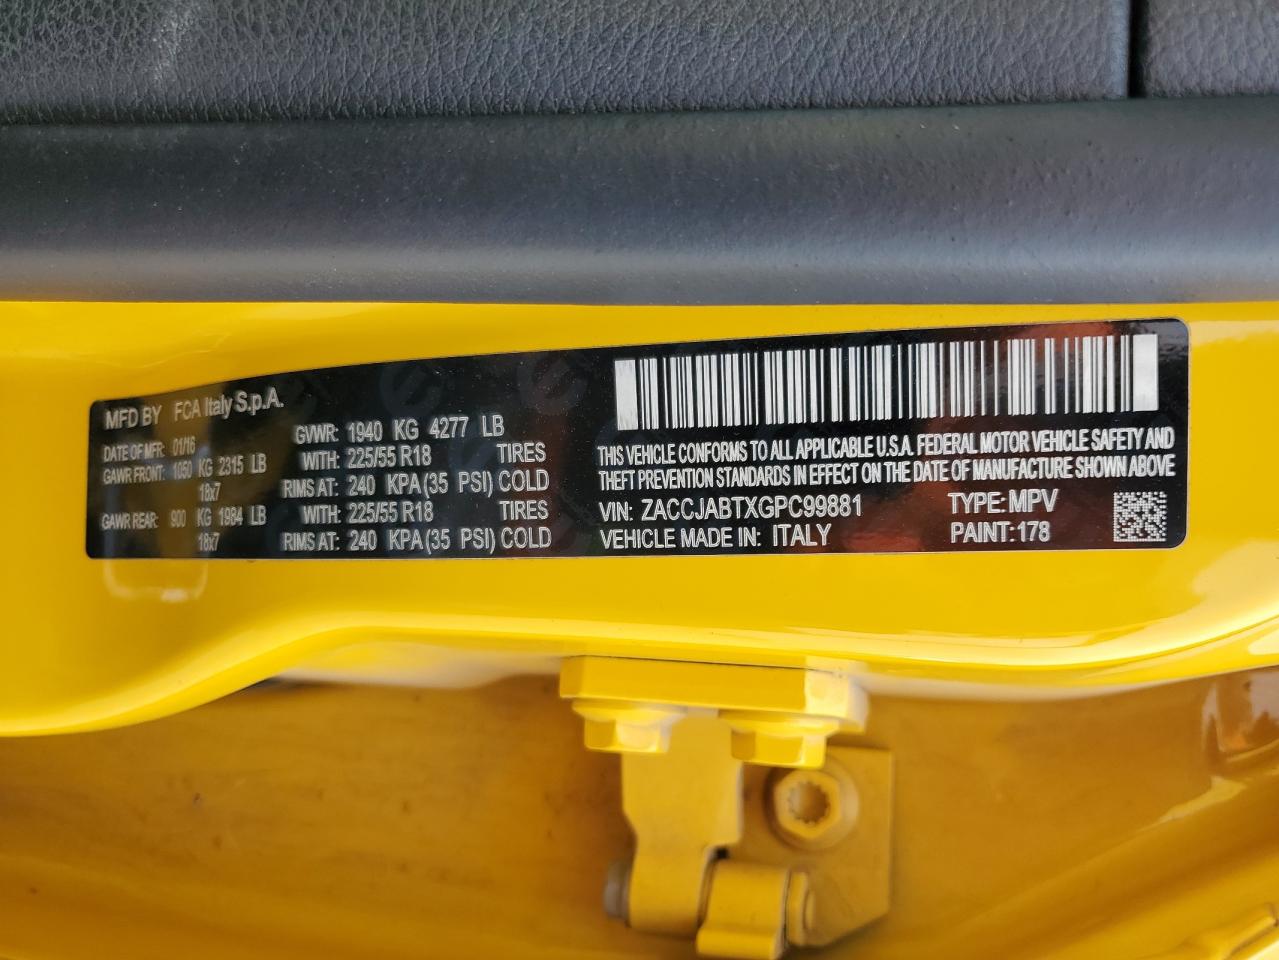 MFD BY FCA Italy S.p.A.
DATE OF MFR: 01/16 GVWR: 1940 KG 4277 LB
GAWR FRONT: 1050 KG 2315 LB WITH: 225/55 R18 TIRES
18x7 RIMS AT: 240 KPA(35 PSI) COLD
GAWR REAR: 900 KG 1984 LB WITH: 225/55 R18 TIRES
18x7 RIMS AT: 240 KPA(35 PSI) COLD
THIS VEHICLE CONFORMS TO ALL APPLICABLE U.S.A. FEDERAL MOTOR VEHICLE SAFETY AND
THEFT PREVENTION STANDARDS IN EFFECT ON THE DATE OF MANUFACTURE SHOWN ABOVE
VIN: ZACCJABTXGPC99881 TYPE: MPV
VEHICLE MADE IN: ITALY PAINT: 178